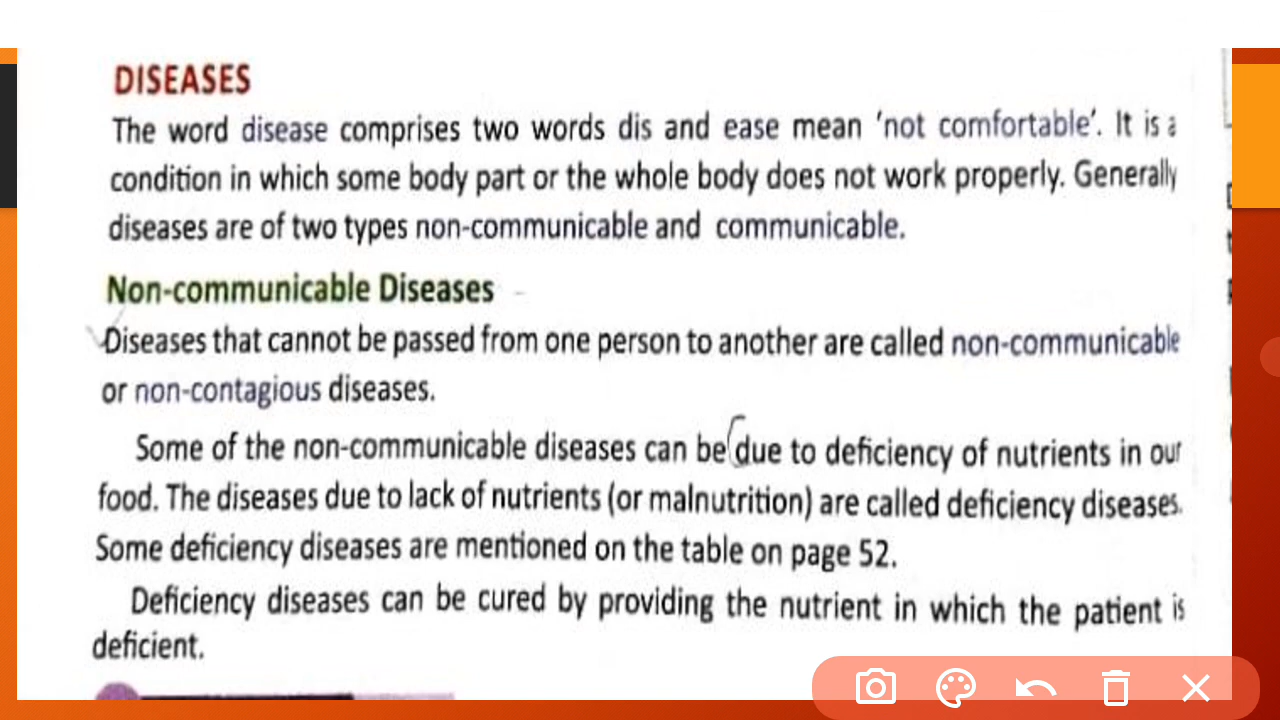 DISEASES
The word disease comprises two words dis and ease mean 'not comfortable'. It is a
condition in which some body part or the whole body does not work properly. Generally
diseases are of two types non-communicable and communicable.
Non-communicable Diseases
Diseases that cannot be passed from one person to another are called non-communicable
or non-contagious diseases.
Some of the non-communicable diseases can be due to deficiency of nutrients in our
food. The diseases due to lack of nutrients (or malnutrition) are called deficiency diseases.
Some deficiency diseases are mentioned on the table on page 52.
Deficiency diseases can be cured by providing the nutrient in which the patient is
deficient.